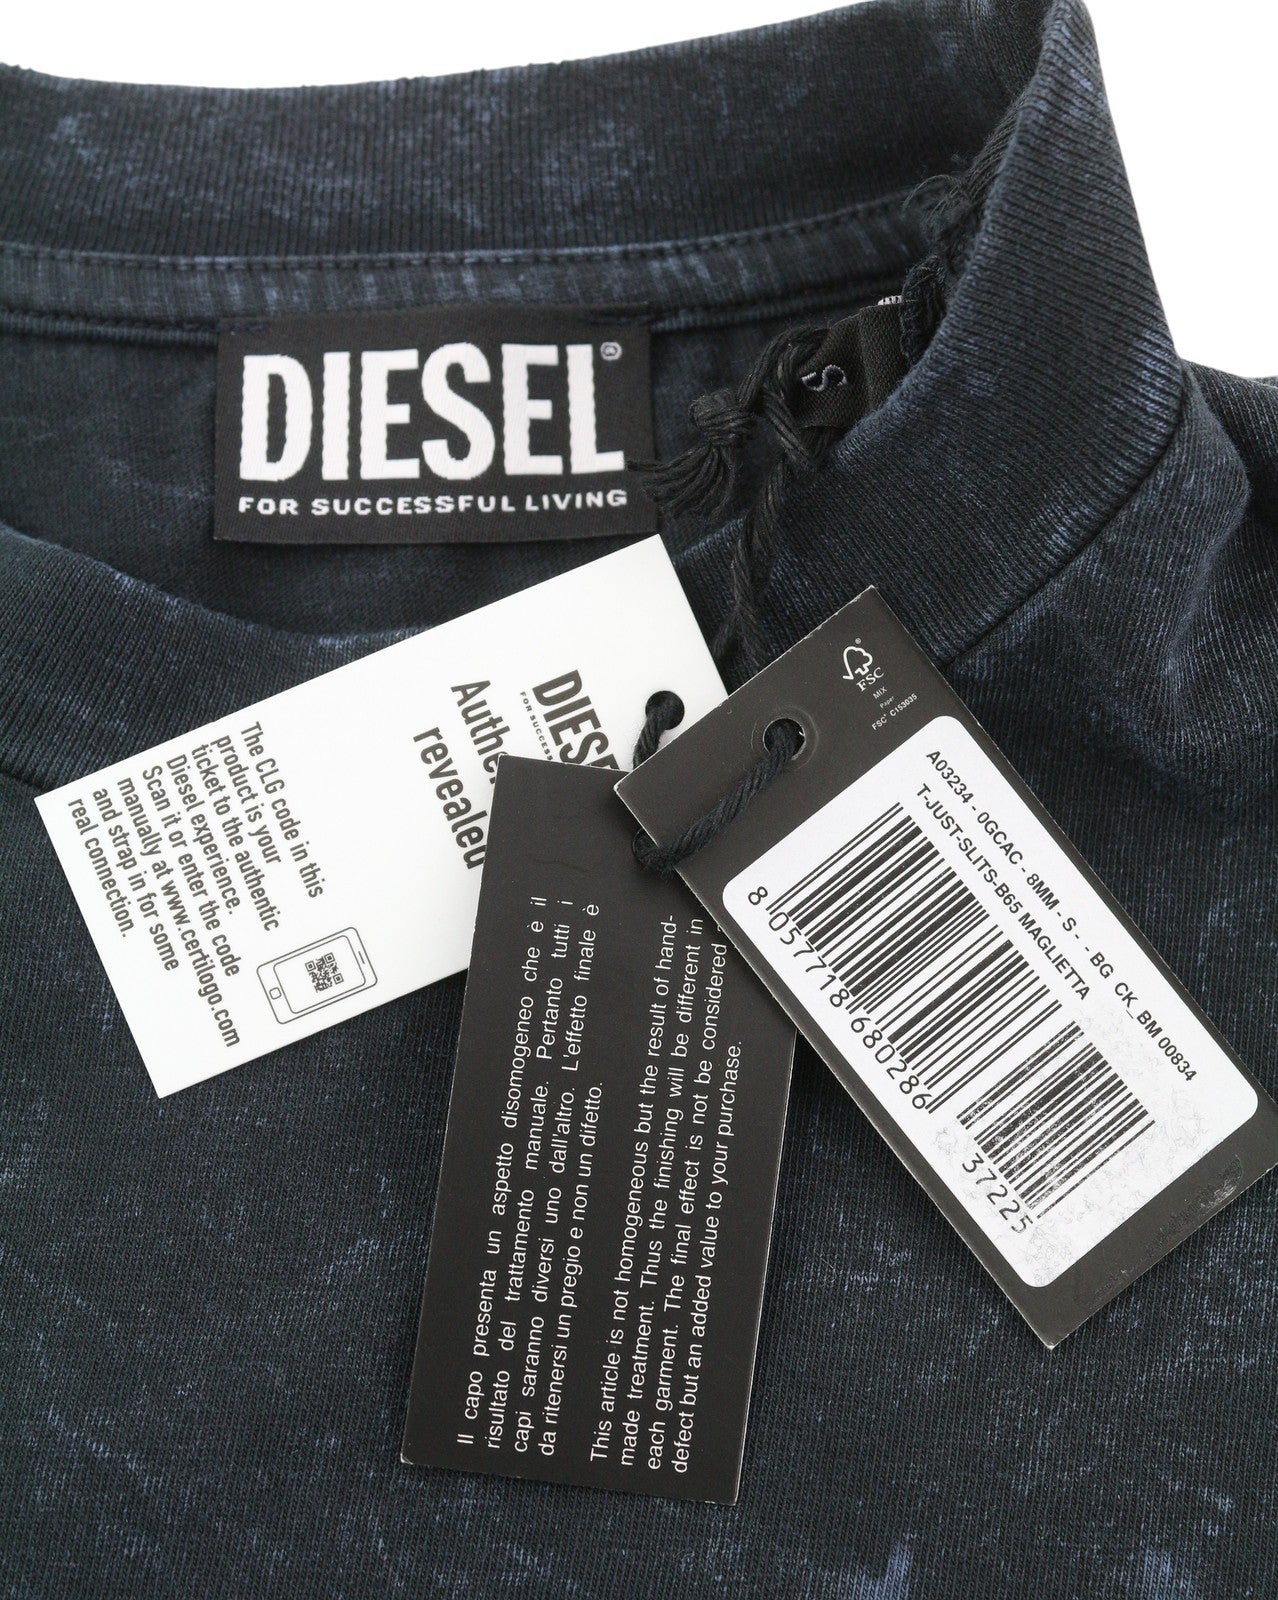 DIESEL®
FOR SUCCESSFUL LIVING
S
DIESE
FOR SUCCESS
revealed
The CLG code in this
product is your
ticket to the authentic
Diesel experience.
Scan it or enter the code
manually at www.certilogo.com
and strap in for some
real connection.
Il capo presenta un aspetto disomogeneo che è il
risultato del trattamento manuale. Pertanto tutti i
capi saranno diversi uno dall'altro. L'effetto finale è
da ritenersi un pregio e non un difetto.
This article is not homogeneous but the result of hand-
made treatment. Thus the finishing will be different in
each garment. The final effect is not be considered
defect but an added value to your purchase.
FSC®
MIX
Paper
FSC® C153035
A03234 - 0GCAC - 8MM - S - - BG CK_BM 00834
T-JUST-SLITS-B65 MAGLIETTA
8 057718 680286
37225